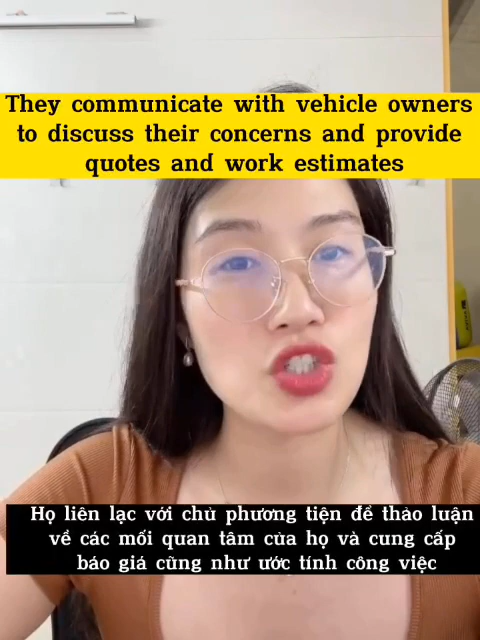 They communicate with vehicle owners
to discuss their concerns and provide
quotes and work estimates
Họ liên lạc với chủ phương tiện để thảo luận
về các mối quan tâm của họ và cung cấp
báo giá cũng như ước tính công việc